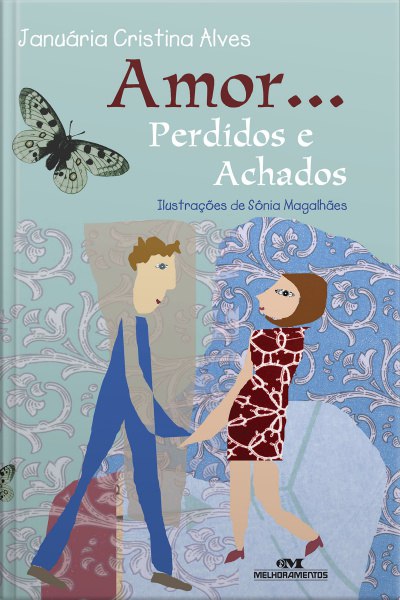 Januária Cristina Alves
Amor...
Perdidos e
Achados
Ilustrações de Sônia Magalhães
MELHORAMENTOS